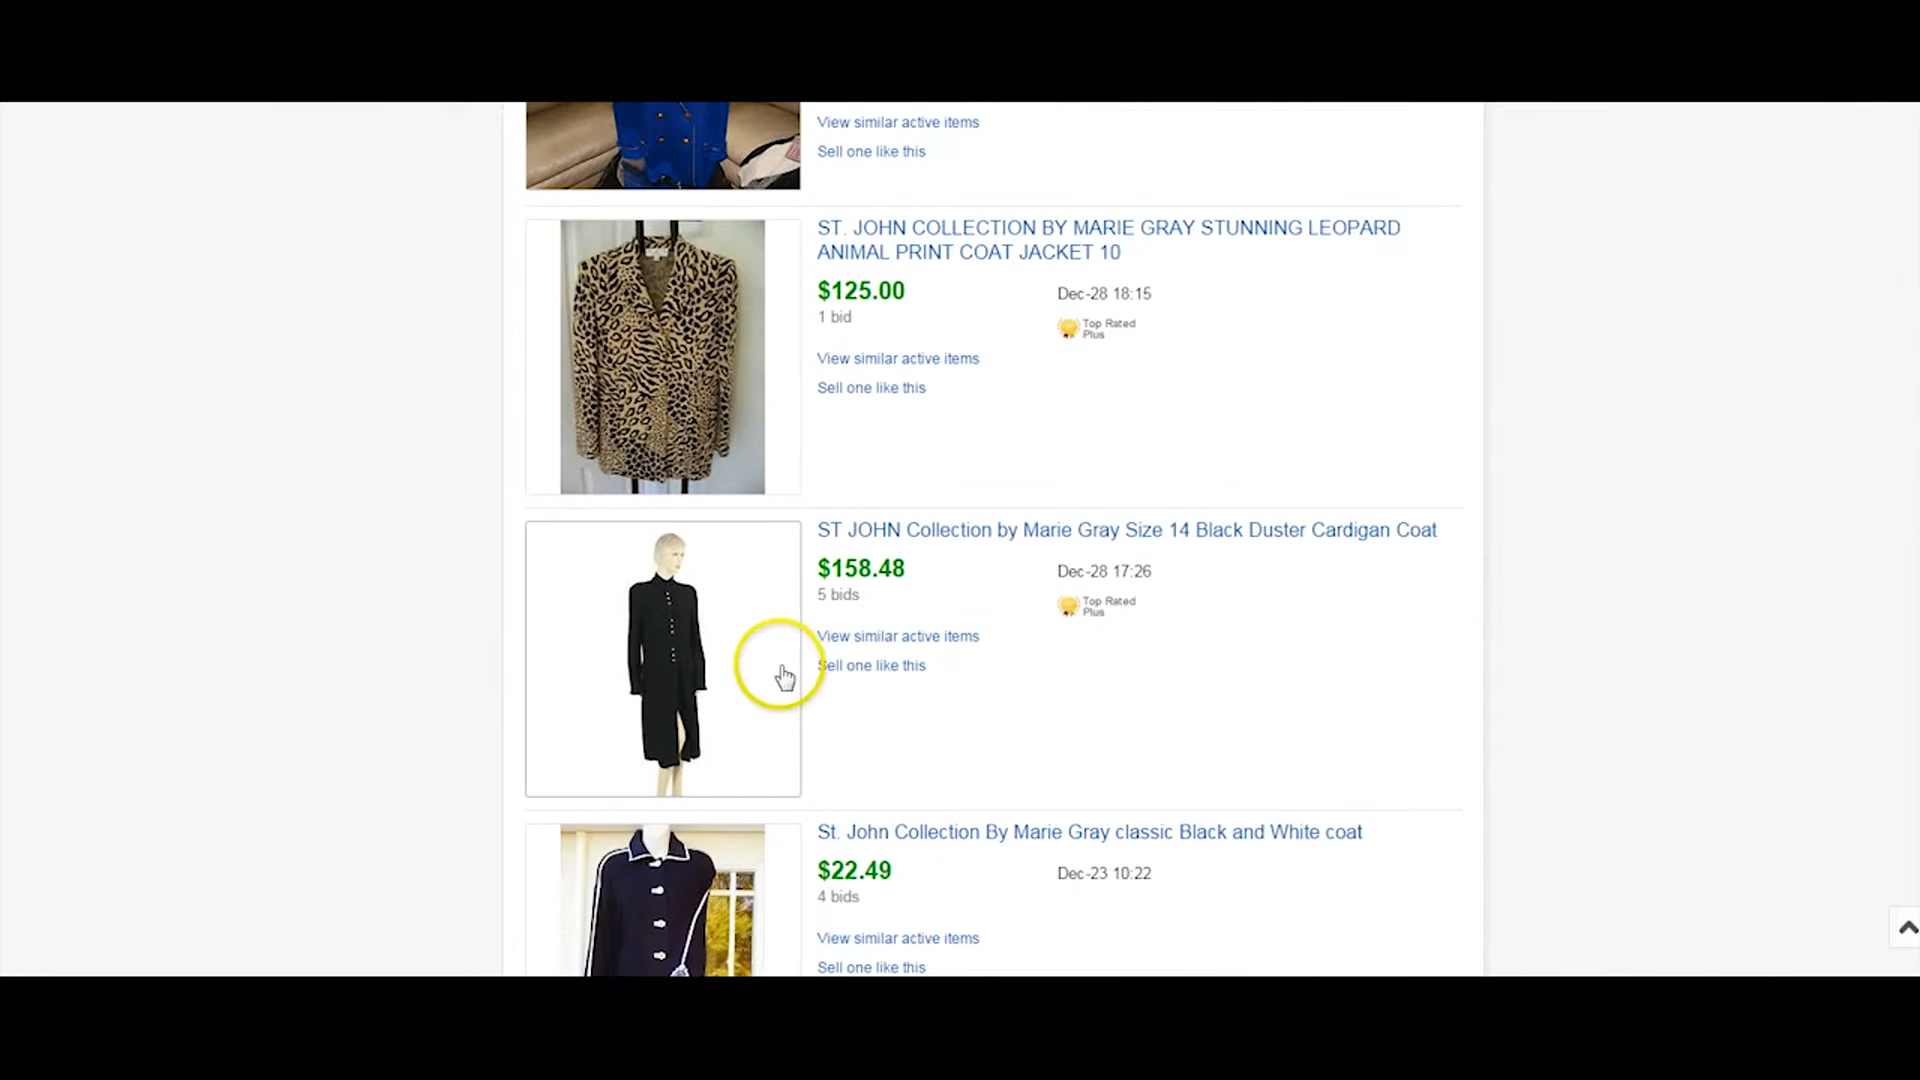 View similar active items
Sell one like this
ST. JOHN COLLECTION BY MARIE GRAY STUNNING LEOPARD
ANIMAL PRINT COAT JACKET 10
$125.00
Dec-28 18:15
1 bid
Top Rated
Plus
View similar active items
Sell one like this
ST JOHN Collection by Marie Gray Size 14 Black Duster Cardigan Coat
$158.48
Dec-28 17:26
5 bids
Top Rated
Plus
View similar active items
Sell one like this
St. John Collection By Marie Gray classic Black and White coat
$22.49
Dec-23 10:22
4 bids
View similar active items
Sell one like this